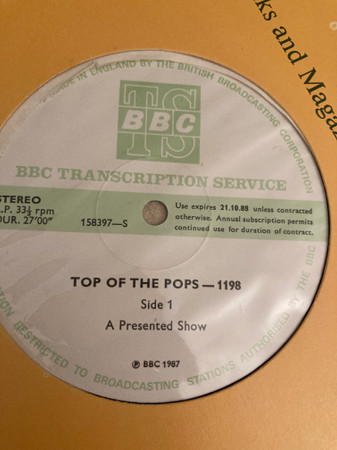 ks and Magaz
MADE IN ENGLAND BY THE BRITISH BROADCASTING CORPORATION
TS
BBC
BBC TRANSCRIPTION SERVICE
STEREO
L.P. 33⅓ rpm
DUR. 27'00"
158397—S
Use expires 21.10.88 unless contracted
otherwise. Annual subscription permits
continued use for duration of contract.
TOP OF THE POPS — 1198
Side 1
A Presented Show
℗ BBC 1987
RESTRICTED TO BROADCASTING STATIONS AUTHORISED BY THE BBC